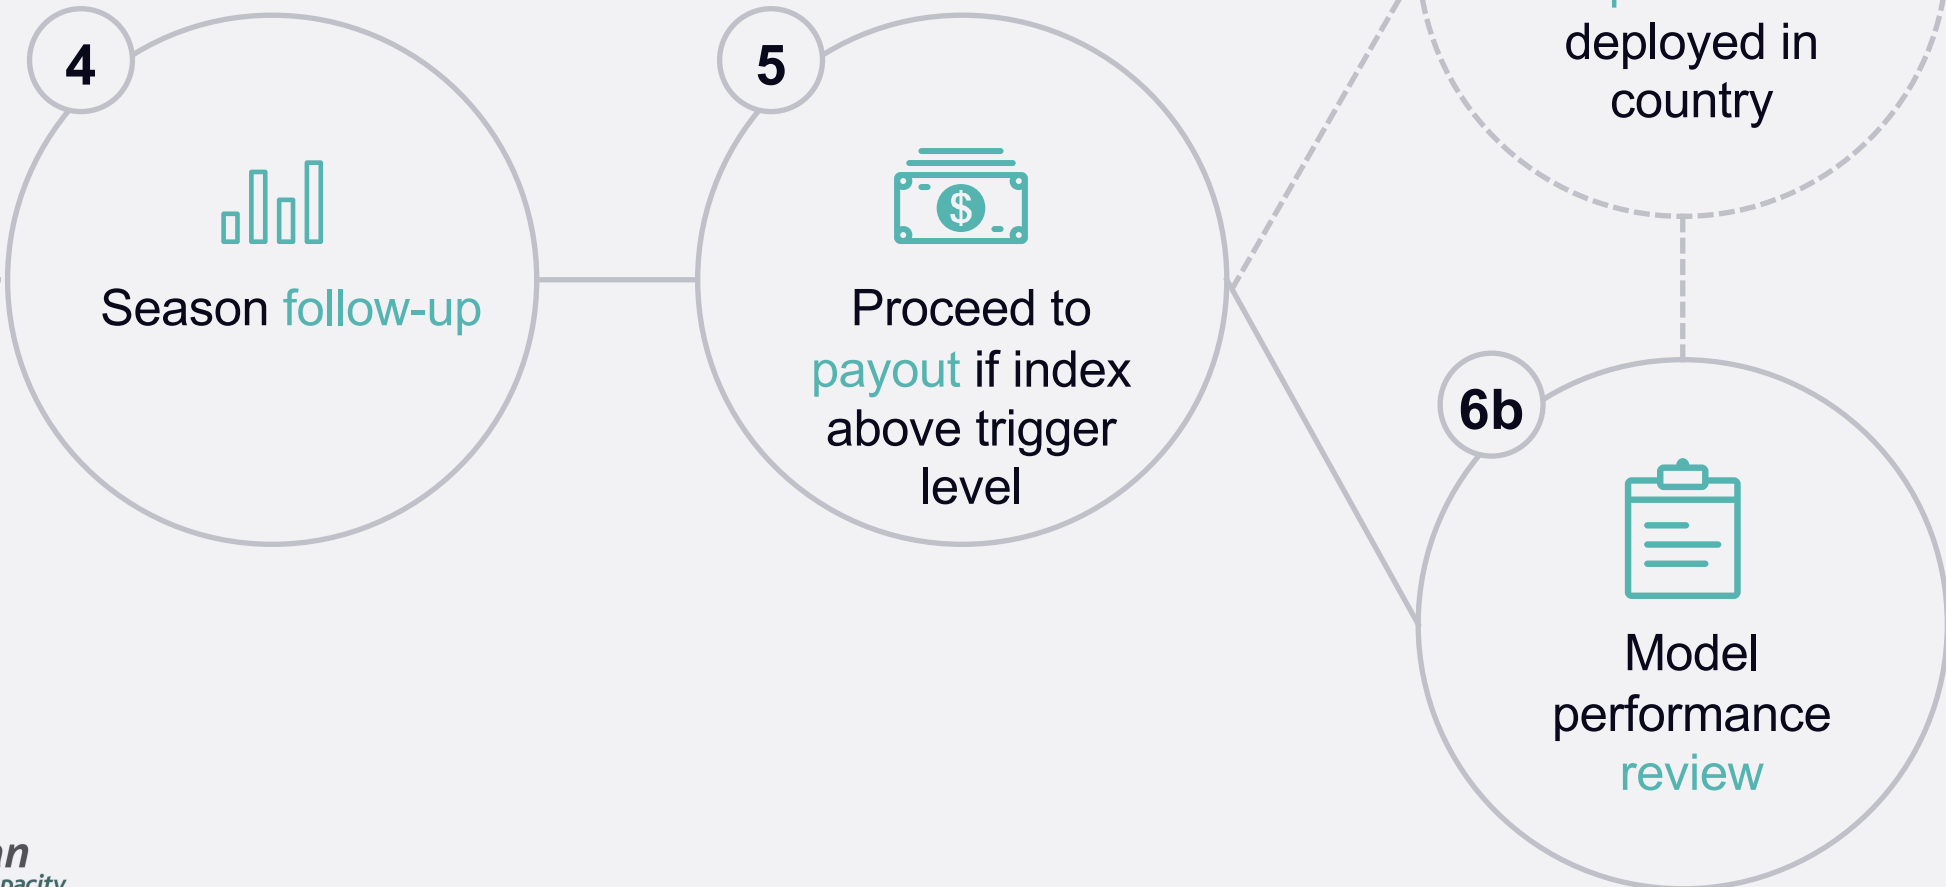 4
Season follow-up
5
Proceed to
payout if index
above trigger
level
deployed in
country
6b
Model
performance
review